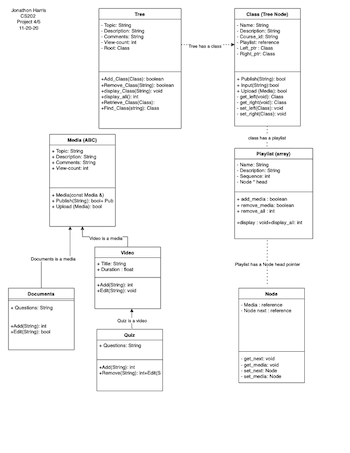 Jonathon Harris
CS202
Project 4/5
11-20-20
Tree
- Topic: String
- Description: String
- Comments: String
- View-count: int
- Root: Class
+Add_Class(Class): boolean
+Remove_Class(String): boolean
+display_Class(String): void
+display_all(): int
+Retrieve_Class(Class)
+Find_Class(string): Class
Tree has a class
Class (Tree Node)
- Name: String
- Description: String
- Course_id: String
- Playlist: reference
- Left_ptr : Class
- Right_ptr: Class
+ Publish(String): bool
+ Input(String):bool
+ Upload (Media): bool
- get_left(void): Class
- get_right(void): Class
- set_left(Class): void
- set_right(Class): void
class has a playlist
Media (ABC)
+ Topic: String
+ Description: String
+ Comments: String
+ View-count: int
+ Media(const Media &)
+ Publish(String): bool+ Pub
+ Upload (Media): bool
Playlist (array)
- Name: String
- Description: String
- Sequence: int
- Node * head
+ add_media : boolean
+ remove_media: boolean
+ remove_all : int
+display : void+display_all: int
Video is a media
Documents is a media
Playlist has a Node head pointer
Video
+ Title: String
+ Duration : float
+Add(String): int
+Edit(String): void
Documents
+ Questions: String
+Add(String): int
+Edit(String): bool
Node
- Media : reference
- Node next : reference
- get_next: void
- get_media: void
- set_next: Node
- set_media: Node
Quiz is a video
Quiz
+ Questions: String
+Add(String): int
+Remove(String): int+Edit(S